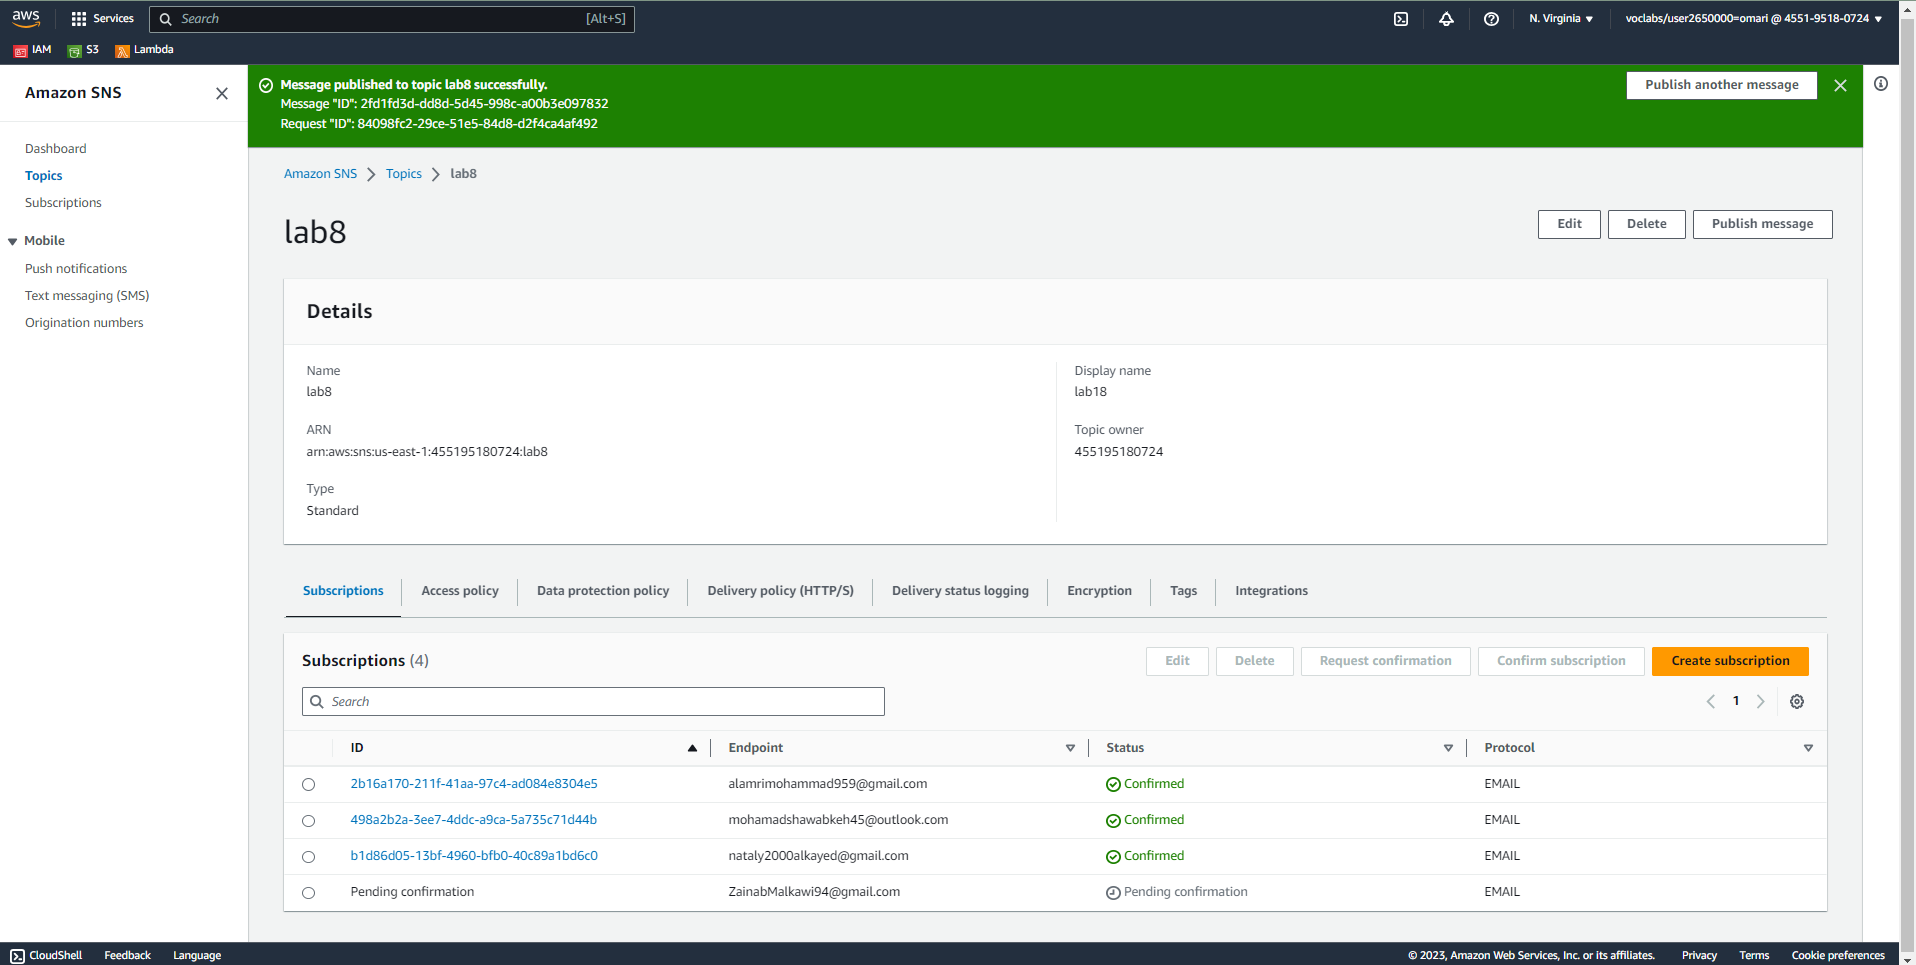 aws
Services
Search
[Alt+S]
N. Virginia
voclabs/user2650000=omari @ 4551-9518-0724
IAM
S3
Lambda
Amazon SNS
Dashboard
Topics
Subscriptions
Mobile
Push notifications
Text messaging (SMS)
Origination numbers
Message published to topic lab8 successfully.
Message "ID": 2fd1fd3d-dd8d-5d45-998c-a00b3e097832
Request "ID": 84098fc2-29ce-51e5-84d8-d2f4ca4af492
Publish another message
Amazon SNS
Topics
lab8
lab8
Edit
Delete
Publish message
Details
Name
lab8
ARN
arn:aws:sns:us-east-1:455195180724:lab8
Type
Standard
Display name
lab18
Topic owner
455195180724
Subscriptions
Access policy
Data protection policy
Delivery policy (HTTP/S)
Delivery status logging
Encryption
Tags
Integrations
Subscriptions (4)
Edit
Delete
Request confirmation
Confirm subscription
Create subscription
Search
1
ID
Endpoint
Status
Protocol
2b16a170-211f-41aa-97c4-ad084e8304e5
alamrimohammad959@gmail.com
Confirmed
EMAIL
498a2b2a-3ee7-4ddc-a9ca-5a735c71d44b
mohamadshawabkeh45@outlook.com
Confirmed
EMAIL
b1d86d05-13bf-4960-bfb0-40c89a1bd6c0
nataly2000alkayed@gmail.com
Confirmed
EMAIL
Pending confirmation
ZainabMalkawi94@gmail.com
Pending confirmation
EMAIL
CloudShell
Feedback
Language
© 2023, Amazon Web Services, Inc. or its affiliates.
Privacy
Terms
Cookie preferences